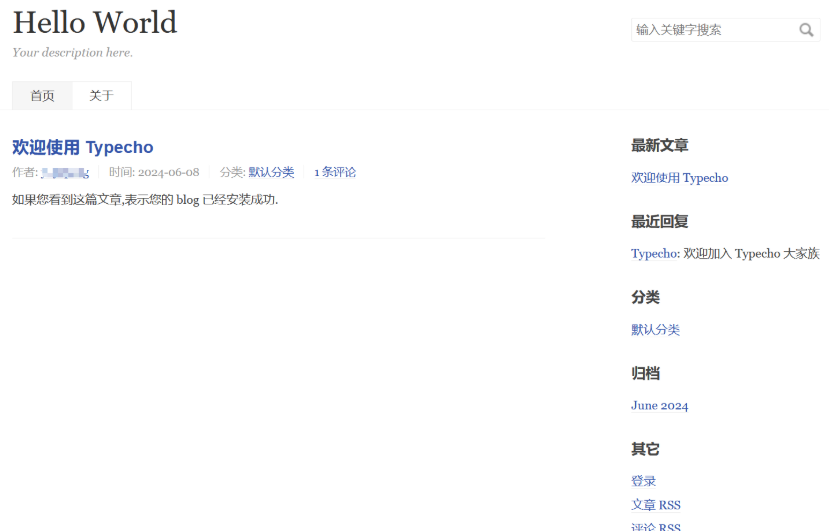 Hello World
Your description here.
输入关键字搜索
首页 关于
欢迎使用 Typecho
作者: 时间: 2024-06-08 分类: 默认分类 1 条评论
如果您看到这篇文章,表示您的 blog 已经安装成功.
最新文章
欢迎使用 Typecho
最近回复
Typecho: 欢迎加入 Typecho 大家族
分类
默认分类
归档
June 2024
其它
登录
文章 RSS
评论 RSS